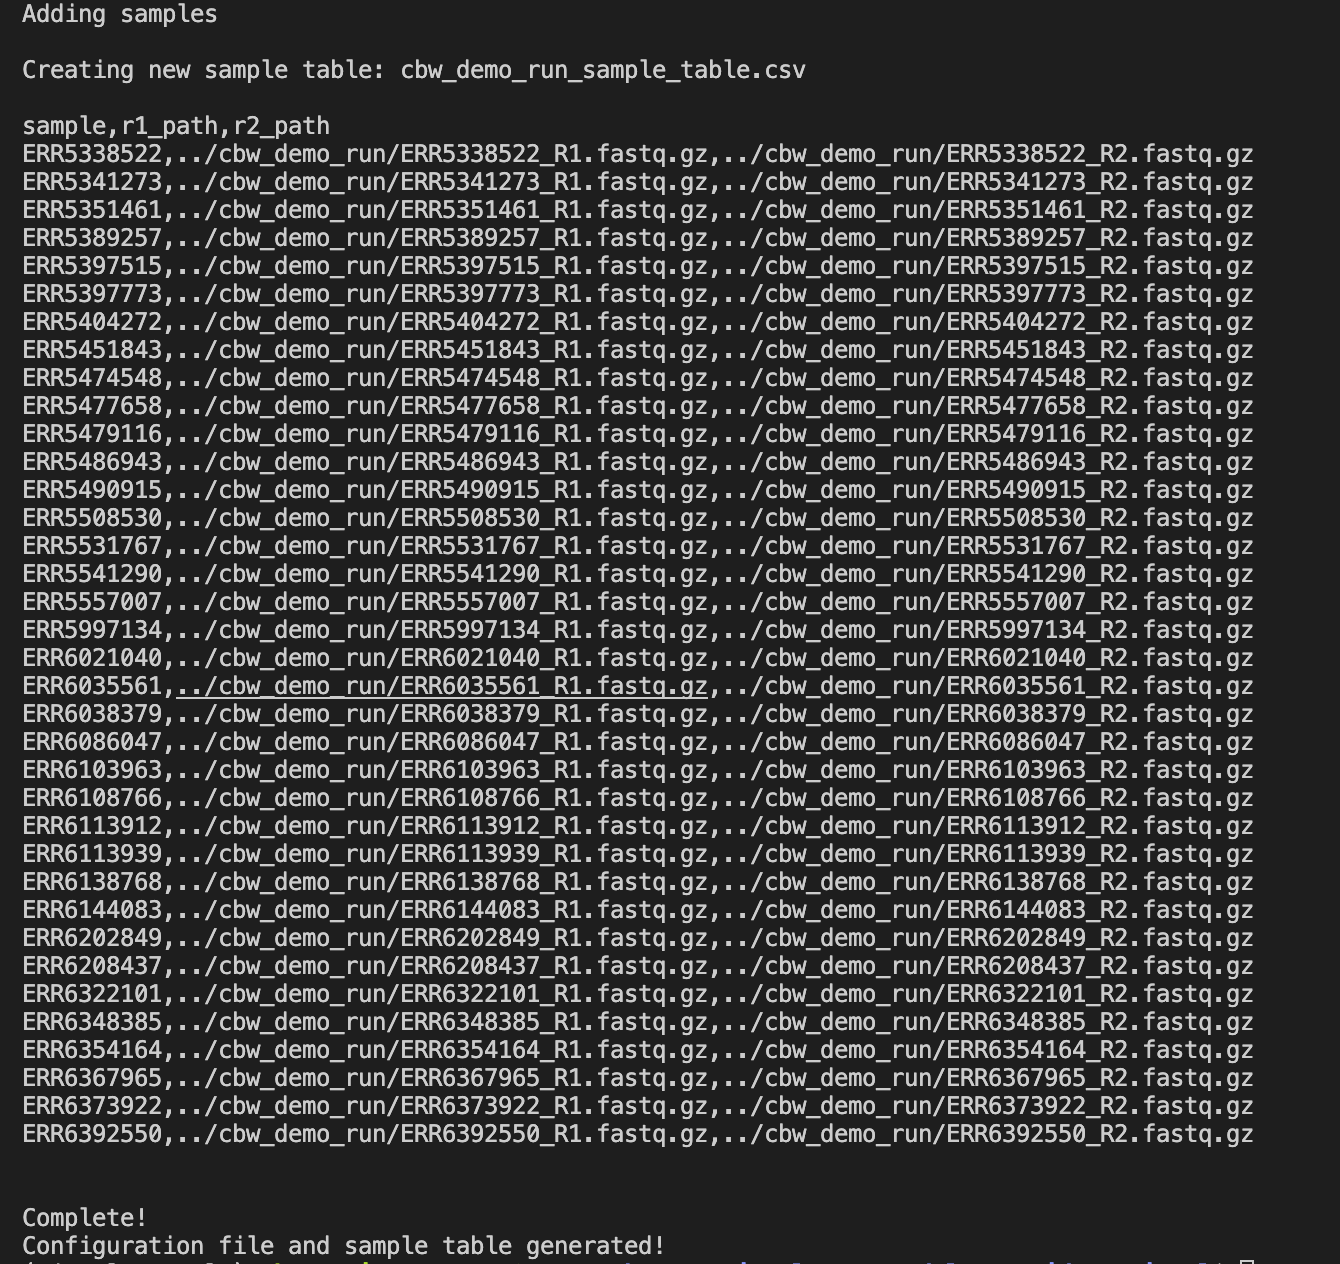 Adding samples
Creating new sample table: cbw_demo_run_sample_table.csv
sample,r1_path,r2_path
ERR5338522,../cbw_demo_run/ERR5338522_R1.fastq.gz,../cbw_demo_run/ERR5338522_R2.fastq.gz
ERR5341273,../cbw_demo_run/ERR5341273_R1.fastq.gz,../cbw_demo_run/ERR5341273_R2.fastq.gz
ERR5351461,../cbw_demo_run/ERR5351461_R1.fastq.gz,../cbw_demo_run/ERR5351461_R2.fastq.gz
ERR5389257,../cbw_demo_run/ERR5389257_R1.fastq.gz,../cbw_demo_run/ERR5389257_R2.fastq.gz
ERR5397515,../cbw_demo_run/ERR5397515_R1.fastq.gz,../cbw_demo_run/ERR5397515_R2.fastq.gz
ERR5397773,../cbw_demo_run/ERR5397773_R1.fastq.gz,../cbw_demo_run/ERR5397773_R2.fastq.gz
ERR5404272,../cbw_demo_run/ERR5404272_R1.fastq.gz,../cbw_demo_run/ERR5404272_R2.fastq.gz
ERR5451843,../cbw_demo_run/ERR5451843_R1.fastq.gz,../cbw_demo_run/ERR5451843_R2.fastq.gz
ERR5474548,../cbw_demo_run/ERR5474548_R1.fastq.gz,../cbw_demo_run/ERR5474548_R2.fastq.gz
ERR5477658,../cbw_demo_run/ERR5477658_R1.fastq.gz,../cbw_demo_run/ERR5477658_R2.fastq.gz
ERR5479116,../cbw_demo_run/ERR5479116_R1.fastq.gz,../cbw_demo_run/ERR5479116_R2.fastq.gz
ERR5486943,../cbw_demo_run/ERR5486943_R1.fastq.gz,../cbw_demo_run/ERR5486943_R2.fastq.gz
ERR5490915,../cbw_demo_run/ERR5490915_R1.fastq.gz,../cbw_demo_run/ERR5490915_R2.fastq.gz
ERR5508530,../cbw_demo_run/ERR5508530_R1.fastq.gz,../cbw_demo_run/ERR5508530_R2.fastq.gz
ERR5531767,../cbw_demo_run/ERR5531767_R1.fastq.gz,../cbw_demo_run/ERR5531767_R2.fastq.gz
ERR5541290,../cbw_demo_run/ERR5541290_R1.fastq.gz,../cbw_demo_run/ERR5541290_R2.fastq.gz
ERR5557007,../cbw_demo_run/ERR5557007_R1.fastq.gz,../cbw_demo_run/ERR5557007_R2.fastq.gz
ERR5997134,../cbw_demo_run/ERR5997134_R1.fastq.gz,../cbw_demo_run/ERR5997134_R2.fastq.gz
ERR6021040,../cbw_demo_run/ERR6021040_R1.fastq.gz,../cbw_demo_run/ERR6021040_R2.fastq.gz
ERR6035561,../cbw_demo_run/ERR6035561_R1.fastq.gz,../cbw_demo_run/ERR6035561_R2.fastq.gz
ERR6038379,../cbw_demo_run/ERR6038379_R1.fastq.gz,../cbw_demo_run/ERR6038379_R2.fastq.gz
ERR6086047,../cbw_demo_run/ERR6086047_R1.fastq.gz,../cbw_demo_run/ERR6086047_R2.fastq.gz
ERR6103963,../cbw_demo_run/ERR6103963_R1.fastq.gz,../cbw_demo_run/ERR6103963_R2.fastq.gz
ERR6108766,../cbw_demo_run/ERR6108766_R1.fastq.gz,../cbw_demo_run/ERR6108766_R2.fastq.gz
ERR6113912,../cbw_demo_run/ERR6113912_R1.fastq.gz,../cbw_demo_run/ERR6113912_R2.fastq.gz
ERR6113939,../cbw_demo_run/ERR6113939_R1.fastq.gz,../cbw_demo_run/ERR6113939_R2.fastq.gz
ERR6138768,../cbw_demo_run/ERR6138768_R1.fastq.gz,../cbw_demo_run/ERR6138768_R2.fastq.gz
ERR6144083,../cbw_demo_run/ERR6144083_R1.fastq.gz,../cbw_demo_run/ERR6144083_R2.fastq.gz
ERR6202849,../cbw_demo_run/ERR6202849_R1.fastq.gz,../cbw_demo_run/ERR6202849_R2.fastq.gz
ERR6208437,../cbw_demo_run/ERR6208437_R1.fastq.gz,../cbw_demo_run/ERR6208437_R2.fastq.gz
ERR6322101,../cbw_demo_run/ERR6322101_R1.fastq.gz,../cbw_demo_run/ERR6322101_R2.fastq.gz
ERR6348385,../cbw_demo_run/ERR6348385_R1.fastq.gz,../cbw_demo_run/ERR6348385_R2.fastq.gz
ERR6354164,../cbw_demo_run/ERR6354164_R1.fastq.gz,../cbw_demo_run/ERR6354164_R2.fastq.gz
ERR6367965,../cbw_demo_run/ERR6367965_R1.fastq.gz,../cbw_demo_run/ERR6367965_R2.fastq.gz
ERR6373922,../cbw_demo_run/ERR6373922_R1.fastq.gz,../cbw_demo_run/ERR6373922_R2.fastq.gz
ERR6392550,../cbw_demo_run/ERR6392550_R1.fastq.gz,../cbw_demo_run/ERR6392550_R2.fastq.gz
Complete!
Configuration file and sample table generated!